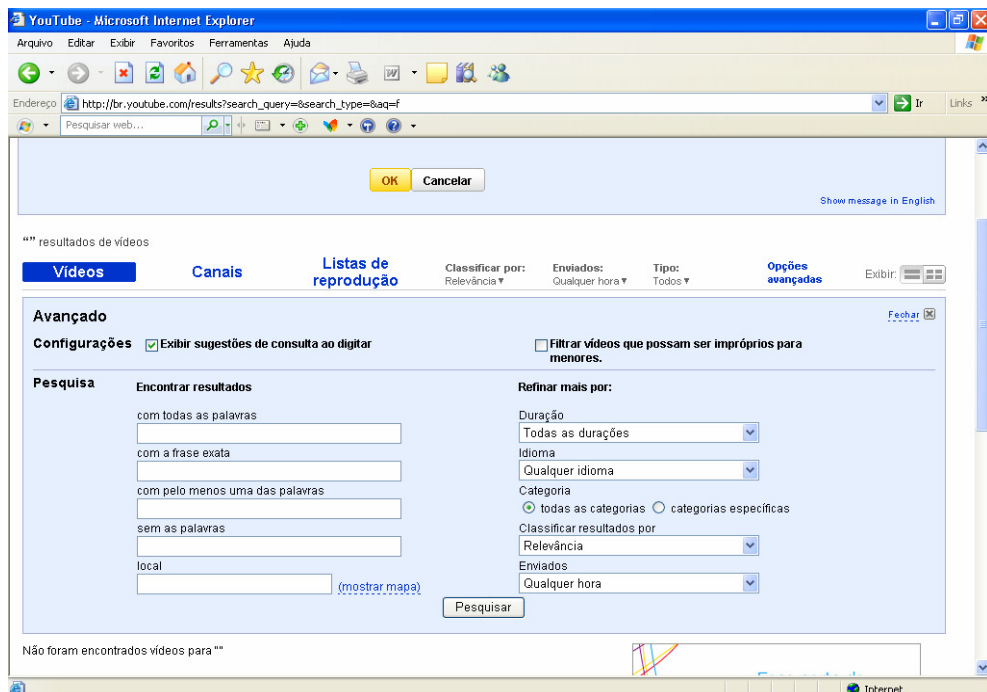 YouTube - Microsoft Internet Explorer
Arquivo Editar Exibir Favoritos Ferramentas Ajuda
Endereço http://br.youtube.com/results?search_query=&search_type=&aq=f Ir Links »
Pesquisar web...
OK Cancelar
Show message in English
“” resultados de vídeos
Vídeos Canais Listas de reprodução Classificar por: Relevância Enviados: Qualquer hora Tipo: Todos Opções avançadas Exibir:
Avançado Fechar
Configurações Exibir sugestões de consulta ao digitar Filtrar vídeos que possam ser impróprios para
menores.
Pesquisa Encontrar resultados Refinar mais por:
com todas as palavras Duração
Todas as durações
com a frase exata Idioma
Qualquer idioma
com pelo menos uma das palavras Categoria
todas as categorias categorias específicas
sem as palavras Classificar resultados por
Relevância
local Enviados
(mostrar mapa) Qualquer hora
Pesquisar
Não foram encontrados vídeos para ""
Internet